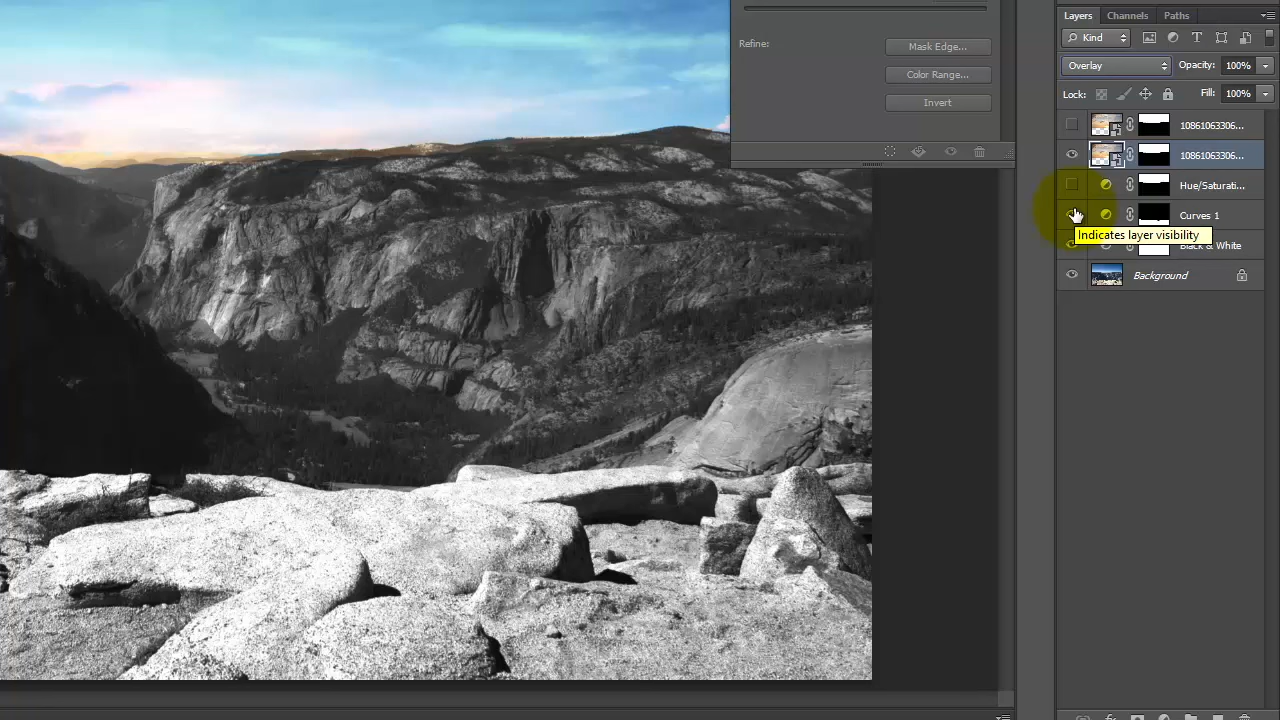 Refine:
Mask Edge...
Color Range...
Invert
Layers
Channels
Paths
Kind
T
Overlay
Opacity: 100%
Lock:
Fill: 100%
10861063306...
10861063306...
Hue/Saturati...
Curves 1
Indicates layer visibility
Black & White
Background